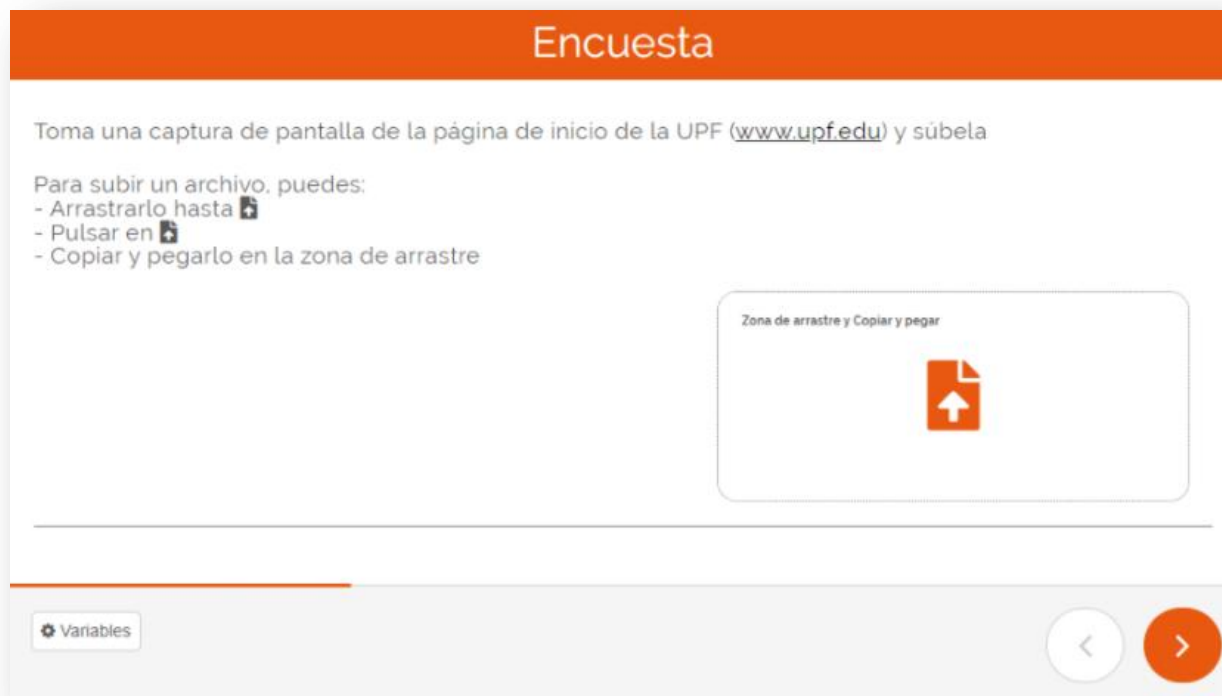 Encuesta
Toma una captura de pantalla de la página de inicio de la UPF (www.upf.edu) y súbela
Para subir un archivo, puedes:
- Arrastrarlo hasta
- Pulsar en
- Copiar y pegarlo en la zona de arrastre
Zona de arrastre y Copiar y pegar
Variables